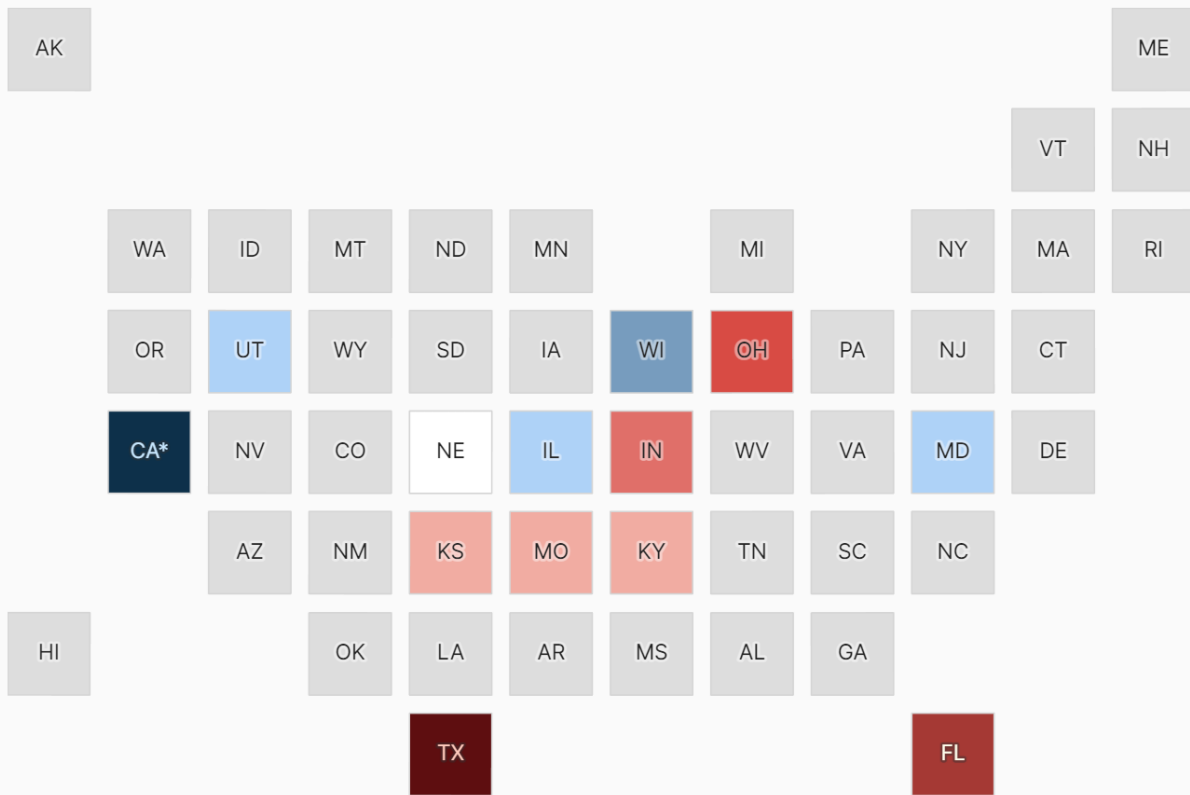 AK ME
VT NH
WA ID MT ND MN MI NY MA RI
OR UT WY SD IA WI OH PA NJ CT
CA* NV CO NE IL IN WV VA MD DE
AZ NM KS MO KY TN SC NC
HI OK LA AR MS AL GA
TX FL